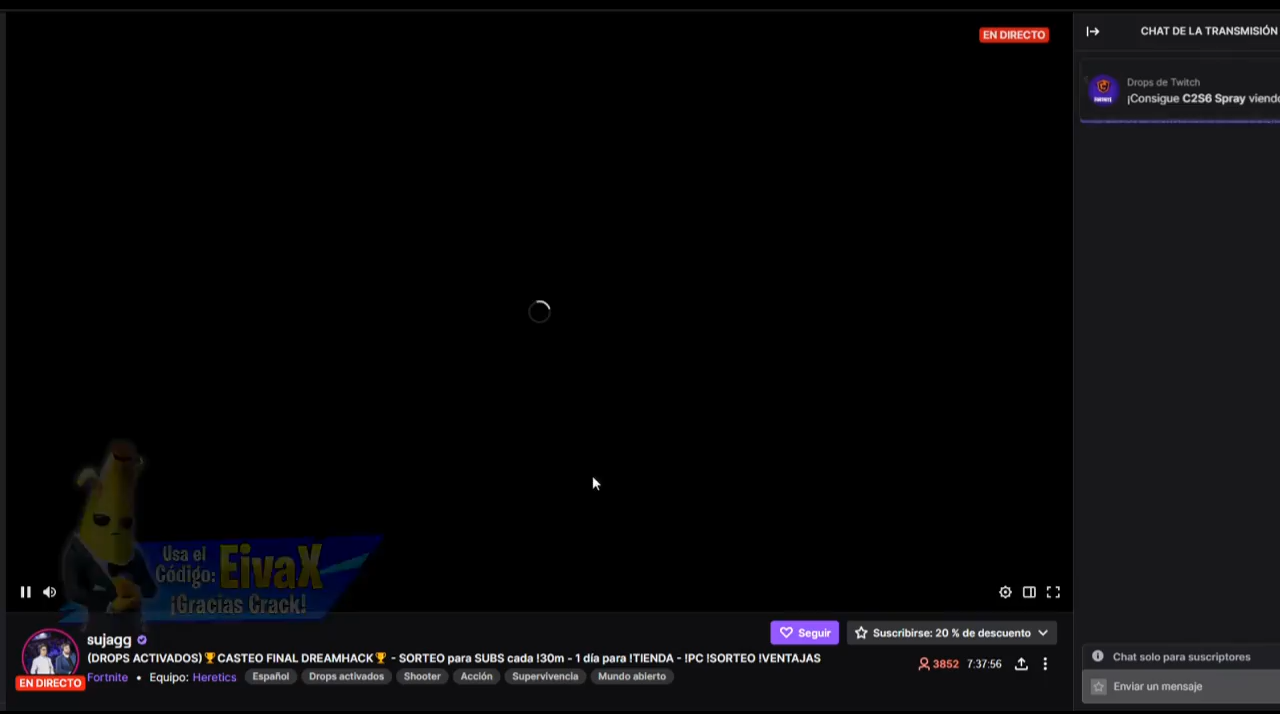 EN DIRECTO
CHAT DE LA TRANSMISIÓN
Drops de Twitch
¡Consigue C2S6 Spray viendo
Usa el
Código: EivaX
¡Gracias Crack!
sujagg
Seguir
Suscribirse: 20 % de descuento
(DROPS ACTIVADOS)🏆CASTEO FINAL DREAMHACK🏆 - SORTEO para SUBS cada !30m - 1 día para !TIENDA - !PC !SORTEO !VENTAJAS
3852 7:37:56
EN DIRECTO
Fortnite • Equipo: Heretics Español Drops activados Shooter Acción Supervivencia Mundo abierto
Chat solo para suscriptores
Enviar un mensaje